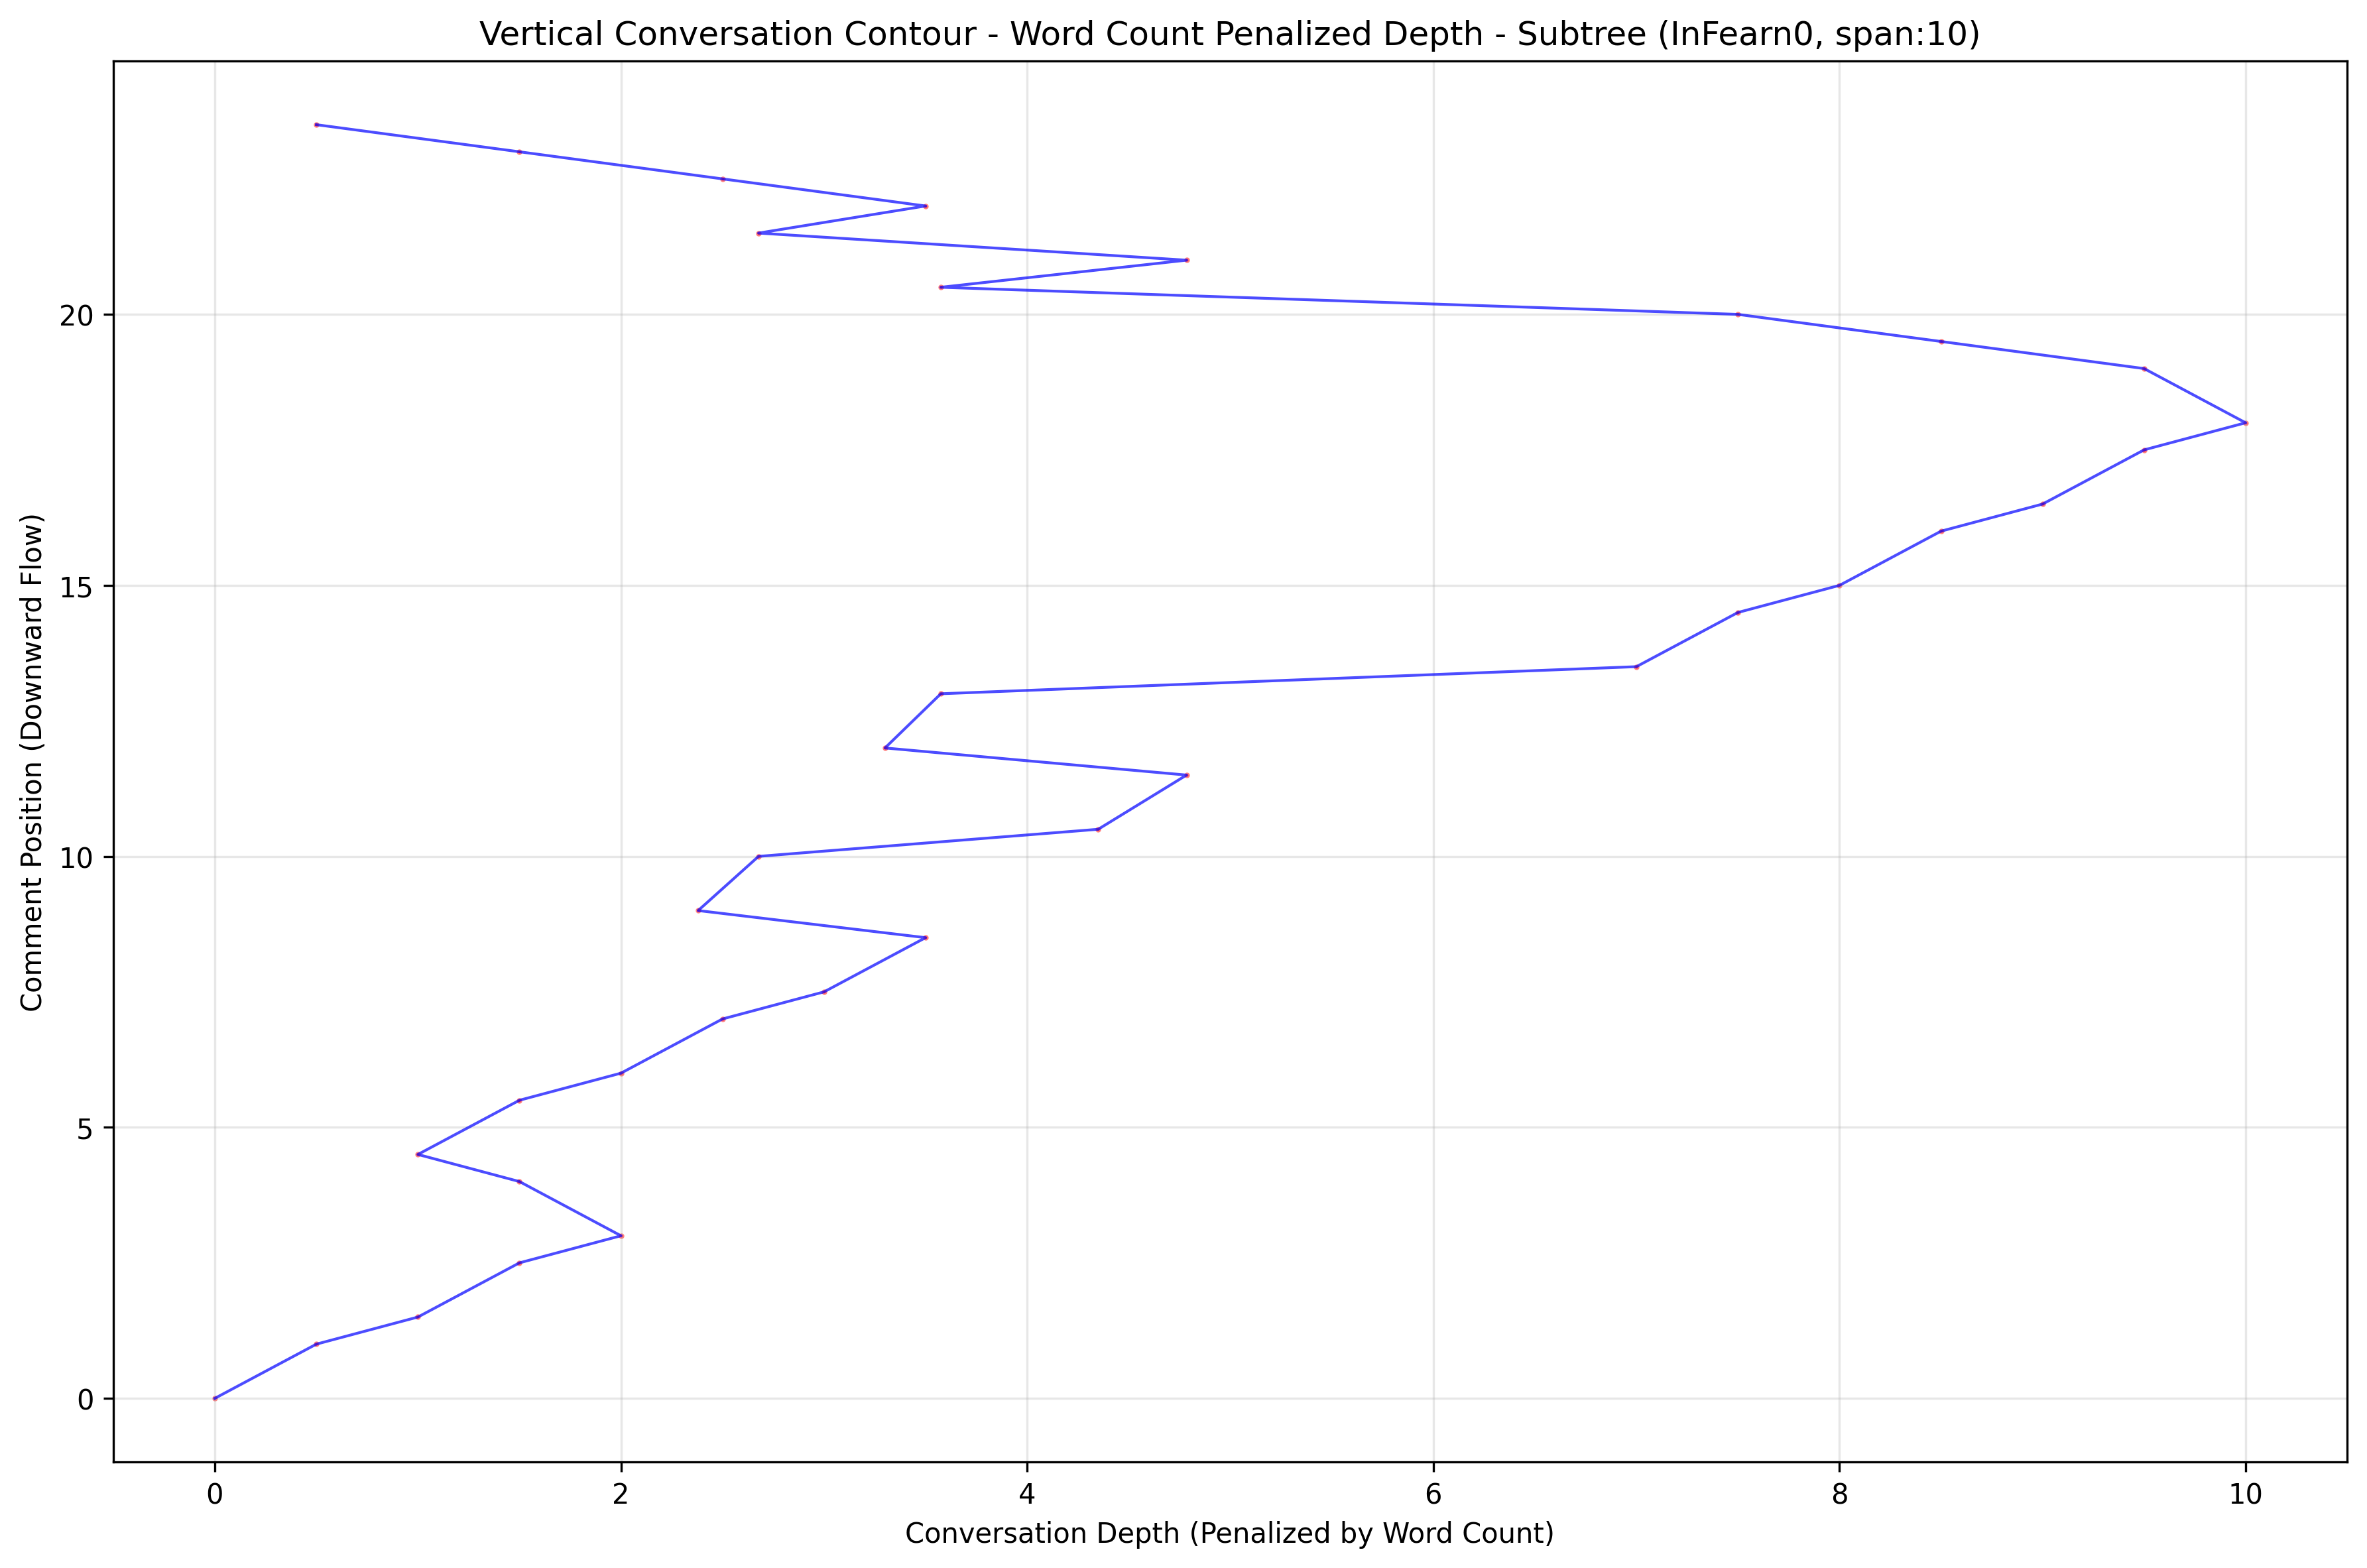 Vertical Conversation Contour - Word Count Penalized Depth - Subtree (InFearn0, span:10)
Comment Position (Downward Flow)
20
15
10
5
0
0 2 4 6 8 10
Conversation Depth (Penalized by Word Count)